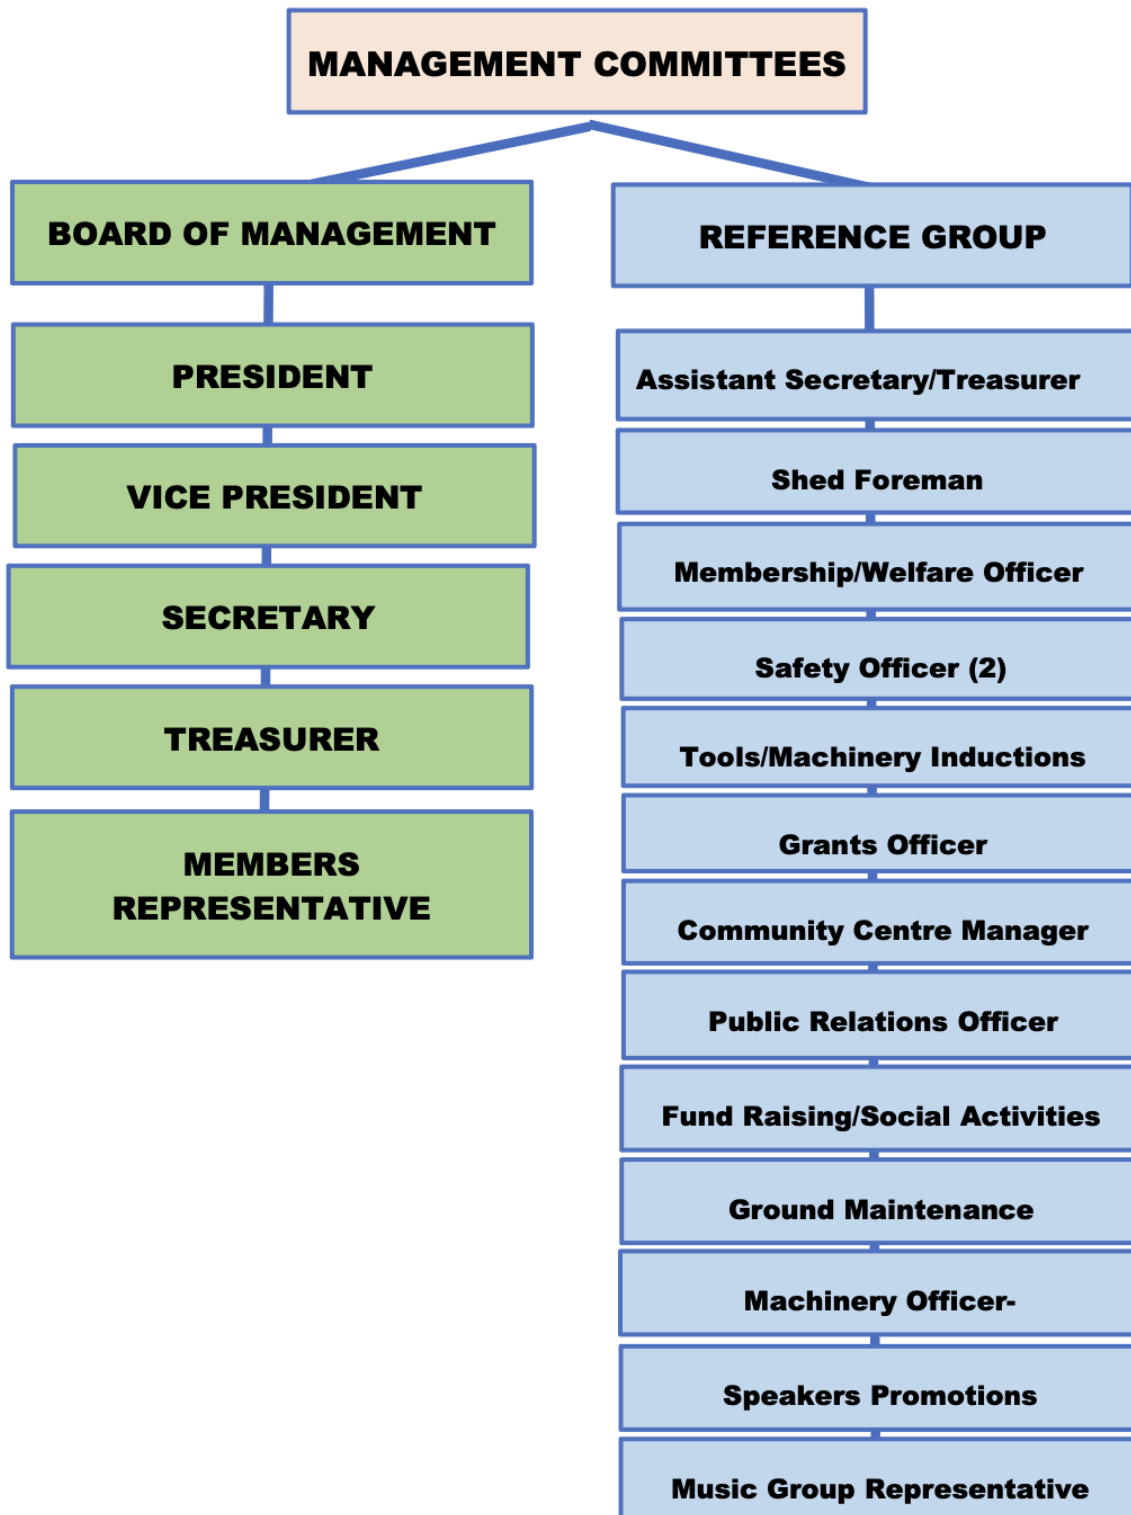 MANAGEMENT COMMITTEES
BOARD OF MANAGEMENT
PRESIDENT
VICE PRESIDENT
SECRETARY
TREASURER
MEMBERS
REPRESENTATIVE
REFERENCE GROUP
Assistant Secretary/Treasurer
Shed Foreman
Membership/Welfare Officer
Safety Officer (2)
Tools/Machinery Inductions
Grants Officer
Community Centre Manager
Public Relations Officer
Fund Raising/Social Activities
Ground Maintenance
Machinery Officer-
Speakers Promotions
Music Group Representative